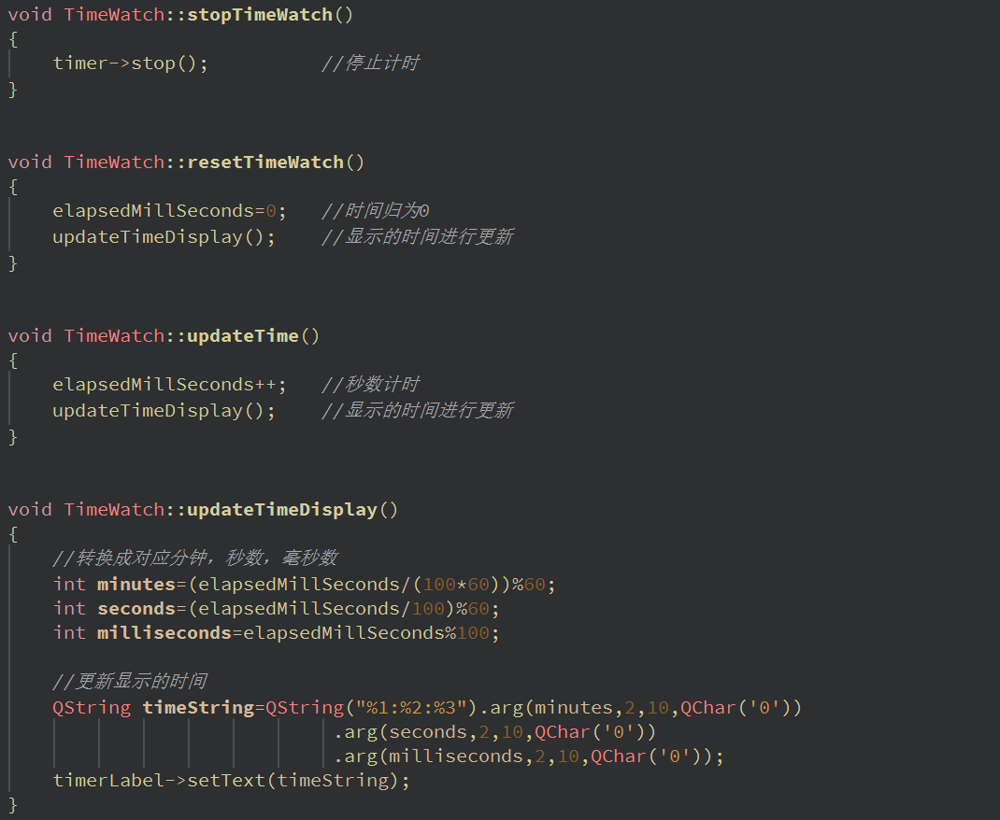 void TimeWatch::stopTimeWatch()
{
    timer->stop();          //停止计时
}
void TimeWatch::resetTimeWatch()
{
    elapsedMillSeconds=0;   //时间归为0
    updateTimeDisplay();    //显示的时间进行更新
}
void TimeWatch::updateTime()
{
    elapsedMillSeconds++;   //秒数计时
    updateTimeDisplay();    //显示的时间进行更新
}
void TimeWatch::updateTimeDisplay()
{
    //转换成对应分钟，秒数，毫秒数
    int minutes=(elapsedMillSeconds/(100*60))%60;
    int seconds=(elapsedMillSeconds/100)%60;
    int milliseconds=elapsedMillSeconds%100;
    //更新显示的时间
    QString timeString=QString("%1:%2:%3").arg(minutes,2,10,QChar('0'))
                             .arg(seconds,2,10,QChar('0'))
                             .arg(milliseconds,2,10,QChar('0'));
    timerLabel->setText(timeString);
}